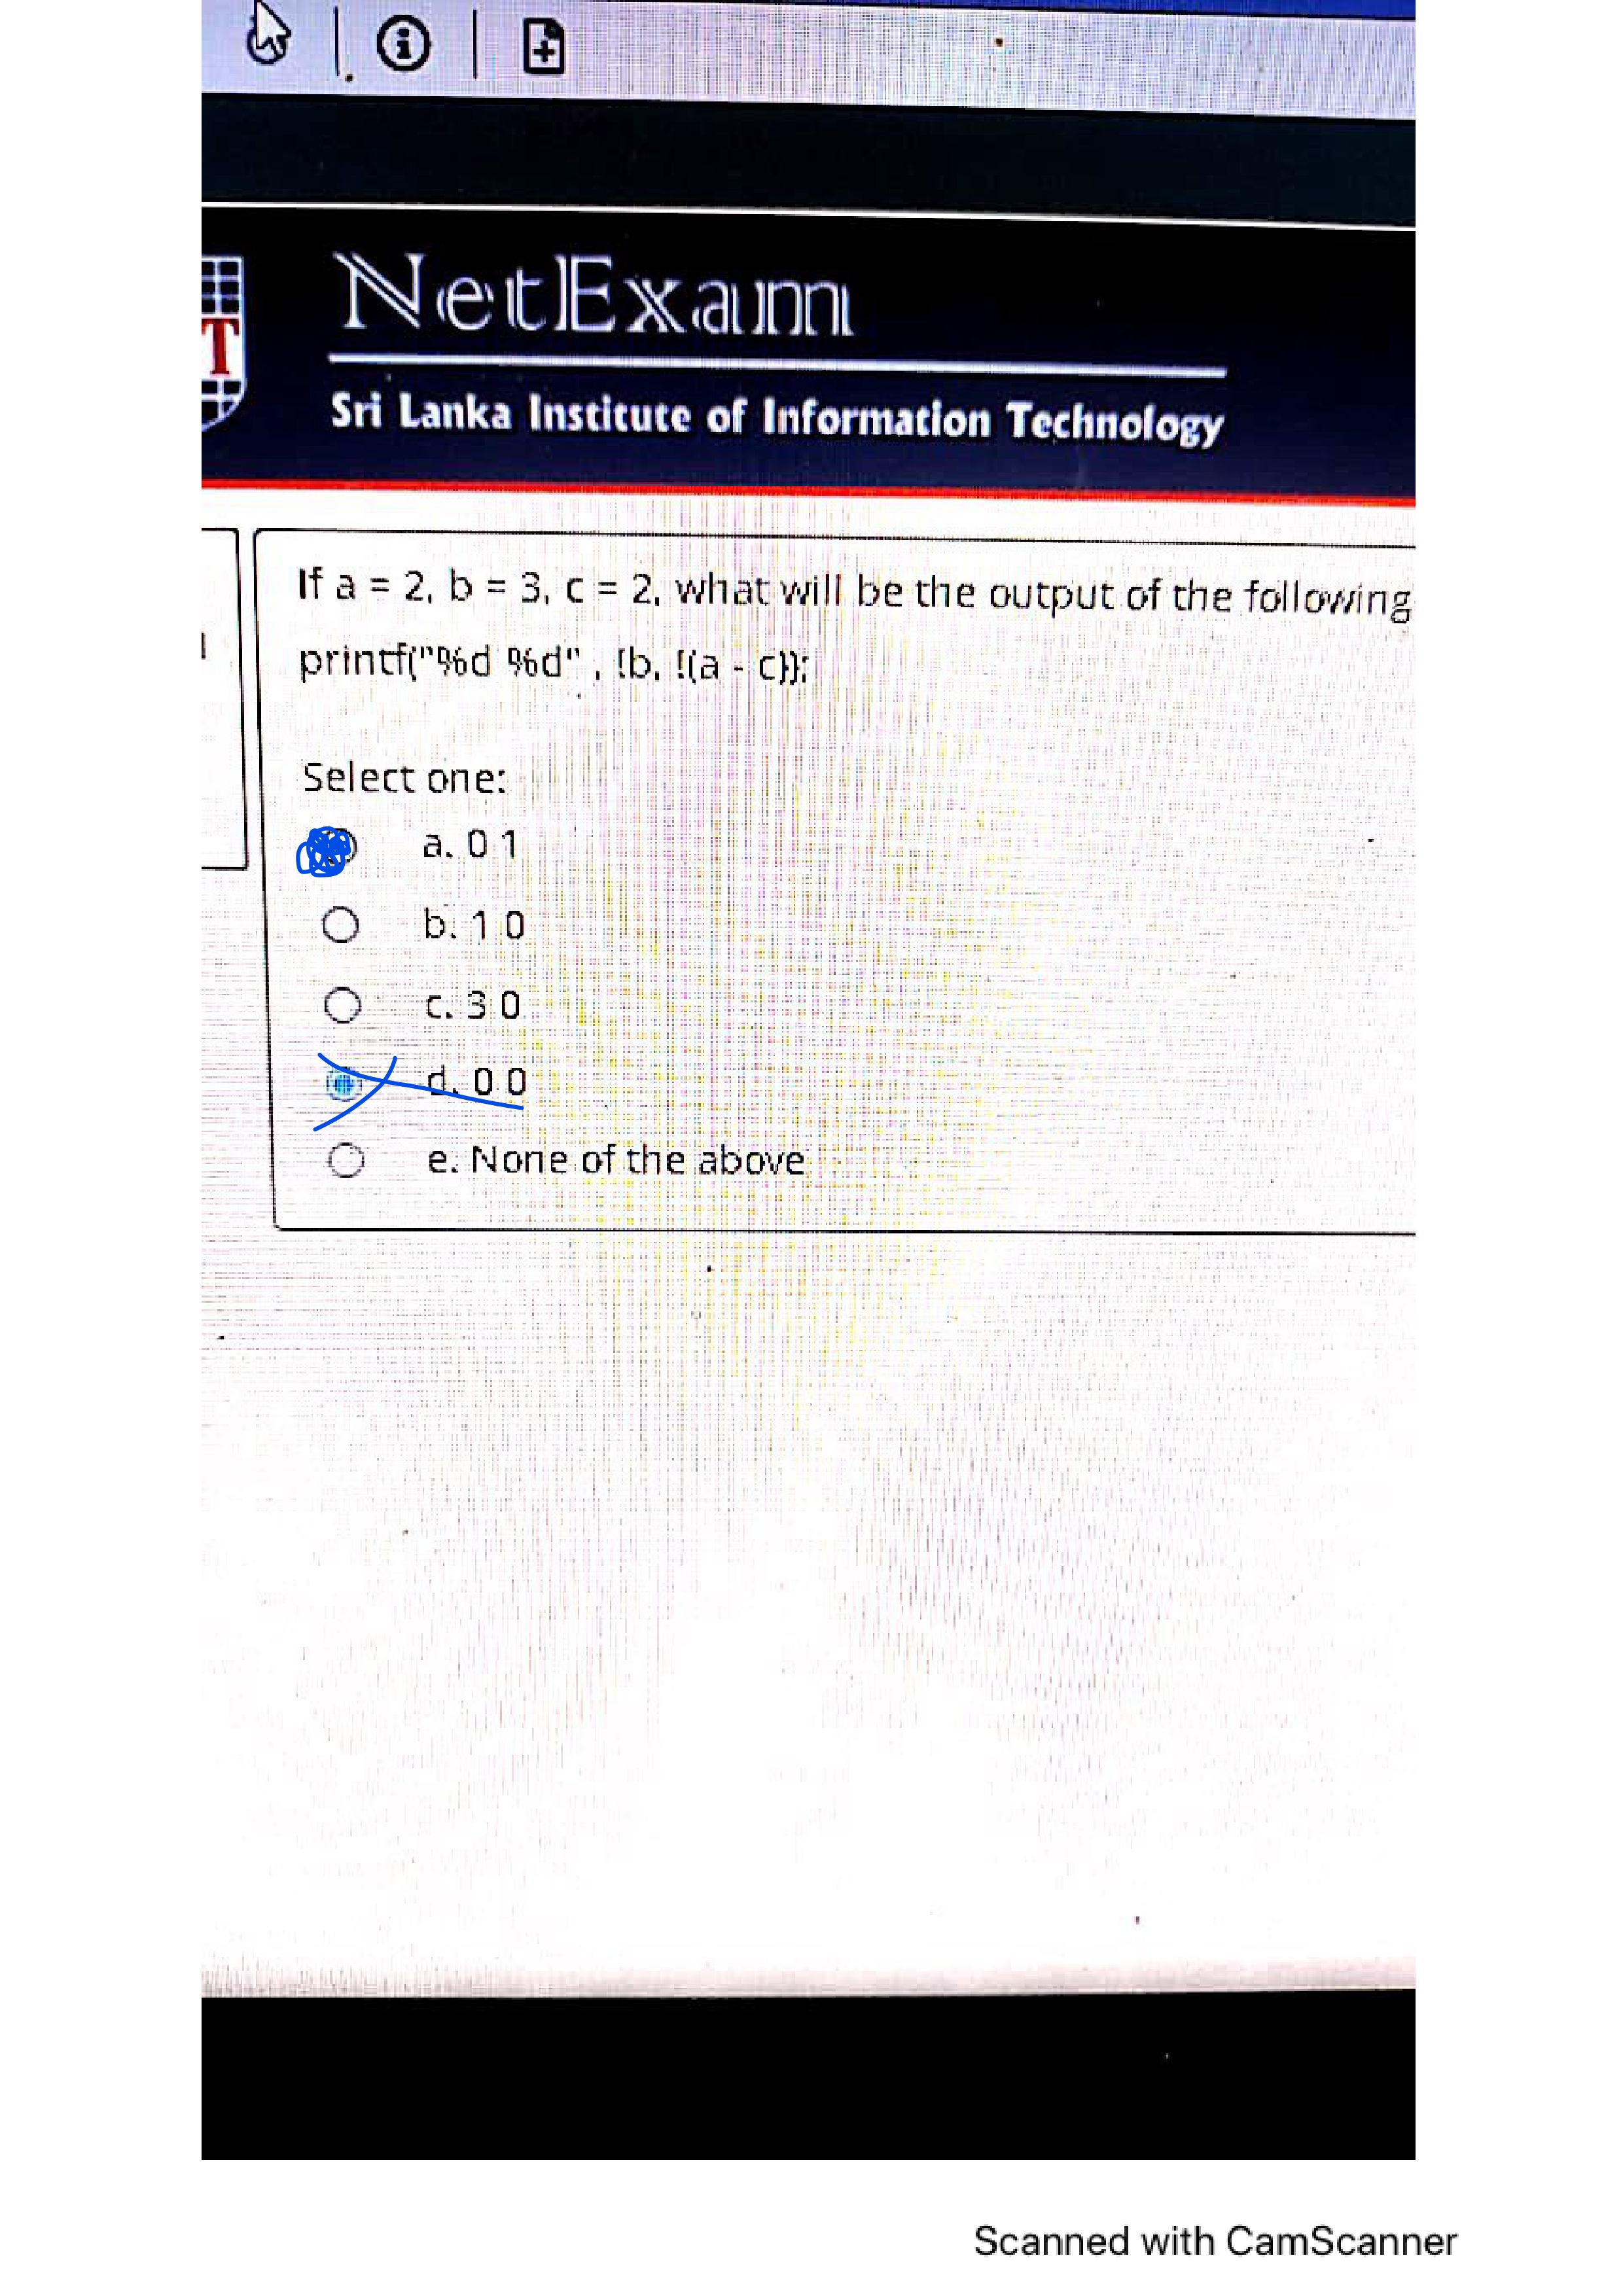 T
NetExam
Sri Lanka Institute of Information Technology
If a = 2, b = 3, c = 2, what will be the output of the following
printf("%d %d" , !b, !(a - c));
Select one:
a. 0 1
b. 1 0
c. 3 0
d. 0 0
e. None of the above
Scanned with CamScanner